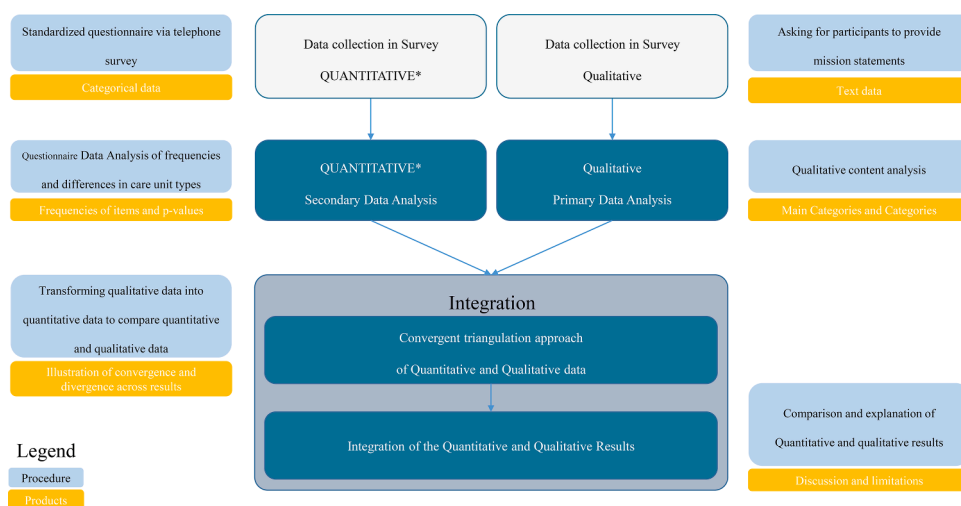 Standardized questionnaire via telephone
survey
Categorical data
Data collection in Survey
QUANTITATIVE*
Data collection in Survey
Qualitative
Asking for participants to provide
mission statements
Text data
Questionnaire Data Analysis of frequencies
and differences in care unit types
Frequencies of items and p-values
QUANTITATIVE*
Secondary Data Analysis
Qualitative
Primary Data Analysis
Qualitative content analysis
Main Categories and Categories
Transforming qualitative data into
quantitative data to compare quantitative
and qualitative data
Illustration of convergence and
divergence across results
Integration
Convergent triangulation approach
of Quantitative and Qualitative data
Integration of the Quantitative and Qualitative Results
Comparison and explanation of
Quantitative and qualitative results
Discussion and limitations
Legend
Procedure
Products